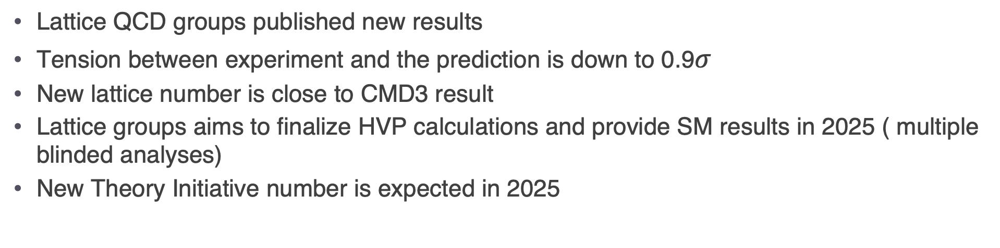 • Lattice QCD groups published new results
• Tension between experiment and the prediction is down to 0.9σ
• New lattice number is close to CMD3 result
• Lattice groups aims to finalize HVP calculations and provide SM results in 2025 ( multiple
blinded analyses)
• New Theory Initiative number is expected in 2025